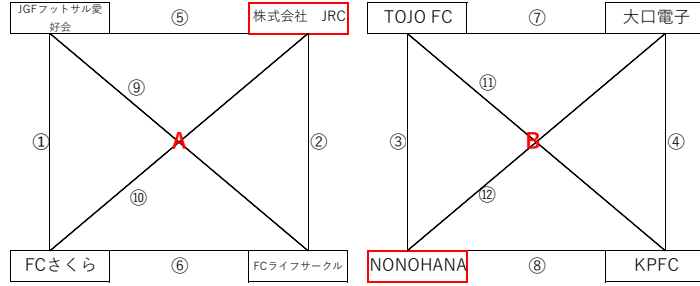 JGFフットサル愛
好会
⑤
株式会社　JRC
TOJO FC
⑦
大口電子
⑨
⑪
①
A
②
③
B
④
⑩
⑫
FCさくら
⑥
FCライフサークル
NONOHANA
⑧
KPFC